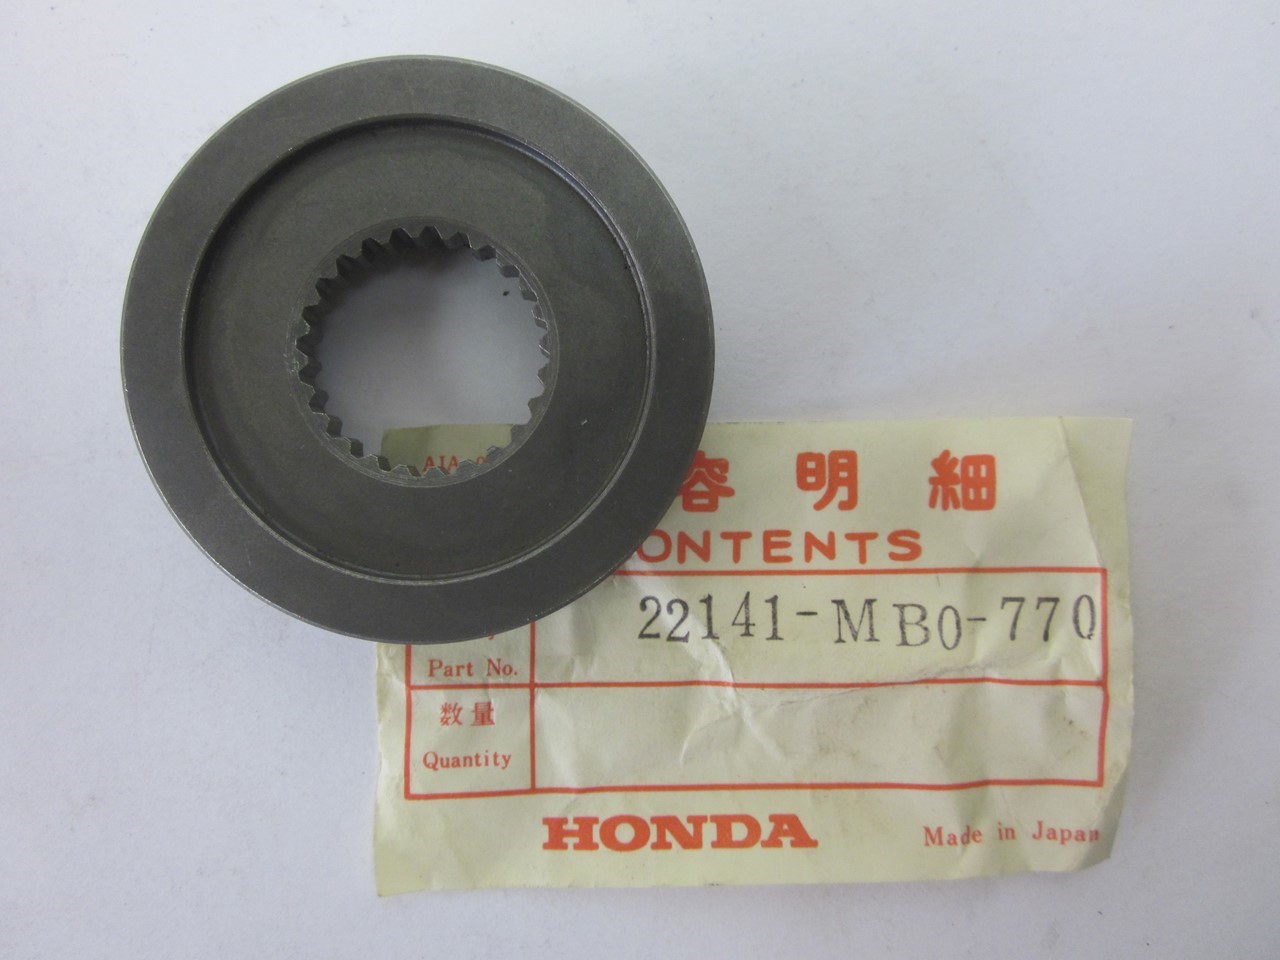 容明細
CONTENTS
22141-MB0-770
Part No.
数量
Quantity
HONDA
Made in Japan